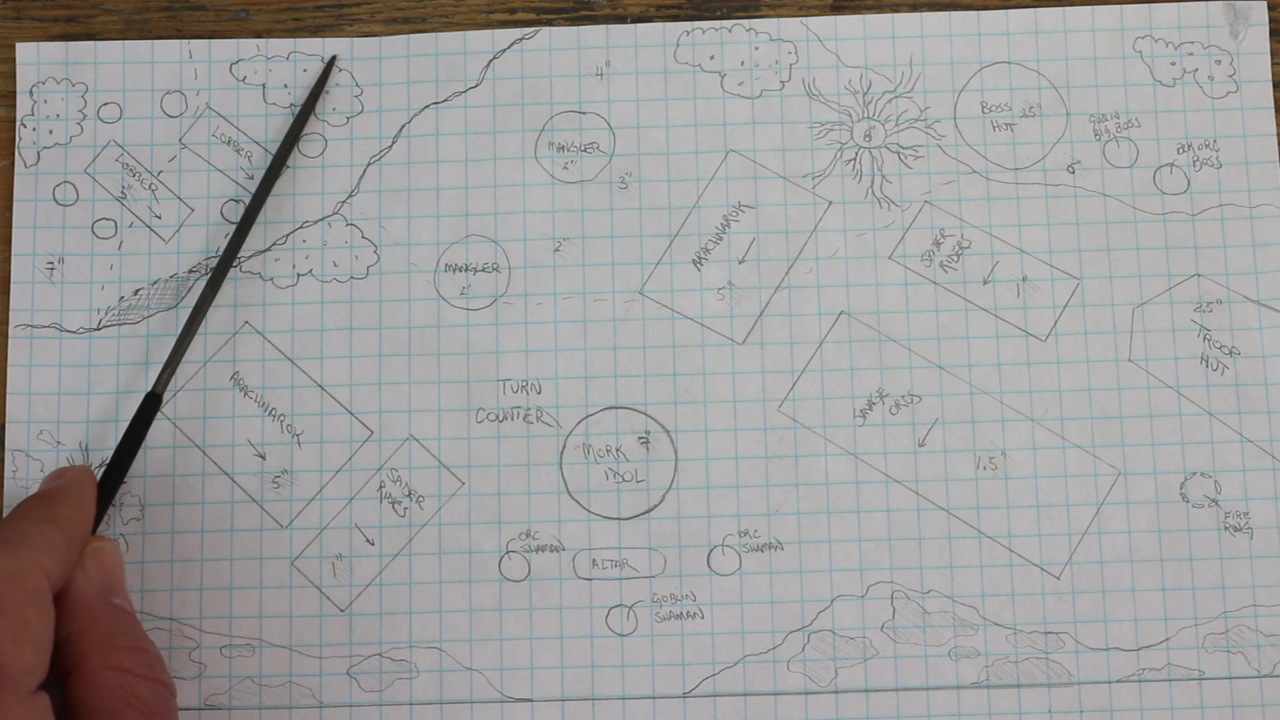 4"
BOSS
HUT 2.5"
GOBLIN
BIG BOSS
BLK ORC
BOSS
6"
8"
LOBBER
LOBBER
3"
MANGLER
2"
3"
7"
MANGLER
2"
2"
ARACHNAROK
5"
SPIDER
RIDERS
1"
2.5"
TROOP
HUT
ARACHNAROK
5"
TURN
COUNTER
MORK 7"
IDOL
SAVAGE
ORCS
1.5"
SPIDER
RIDERS
1"
FIRE
RING
ORC
SHAMAN
ALTAR
ORC
SHAMAN
GOBLIN
SHAMAN